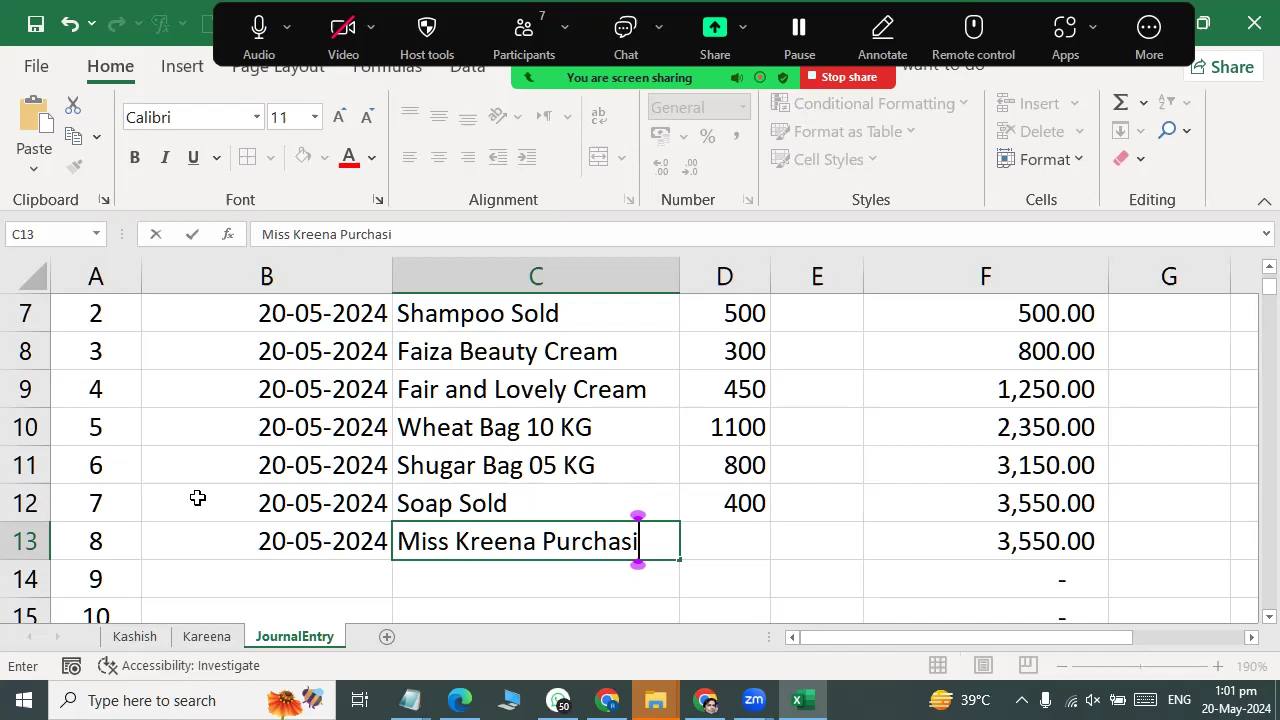 7
Audio
Video
Host tools
Participants
Chat
Share
Pause
Annotate
Remote control
Apps
More
You are screen sharing
Stop share
File
Home
Insert
Page Layout
Formulas
Data
want to do
Share
Paste
Calibri
11
B I U
A
ab
General
% ,
Conditional Formatting
Format as Table
Cell Styles
Insert
Delete
Format
Clipboard
Font
Alignment
Number
Styles
Cells
Editing
C13
fx
Miss Kreena Purchasi
A B C D E F G
7 2 20-05-2024 Shampoo Sold 500 500.00
8 3 20-05-2024 Faiza Beauty Cream 300 800.00
9 4 20-05-2024 Fair and Lovely Cream 450 1,250.00
10 5 20-05-2024 Wheat Bag 10 KG 1100 2,350.00
11 6 20-05-2024 Shugar Bag 05 KG 800 3,150.00
12 7 20-05-2024 Soap Sold 400 3,550.00
13 8 20-05-2024 Miss Kreena Purchasi 3,550.00
14 9 -
15 10 -
Kashish
Kareena
JournalEntry
Enter
Accessibility: Investigate
190%
Type here to search
50
zm
39°C
ENG
1:01 pm
20-May-2024